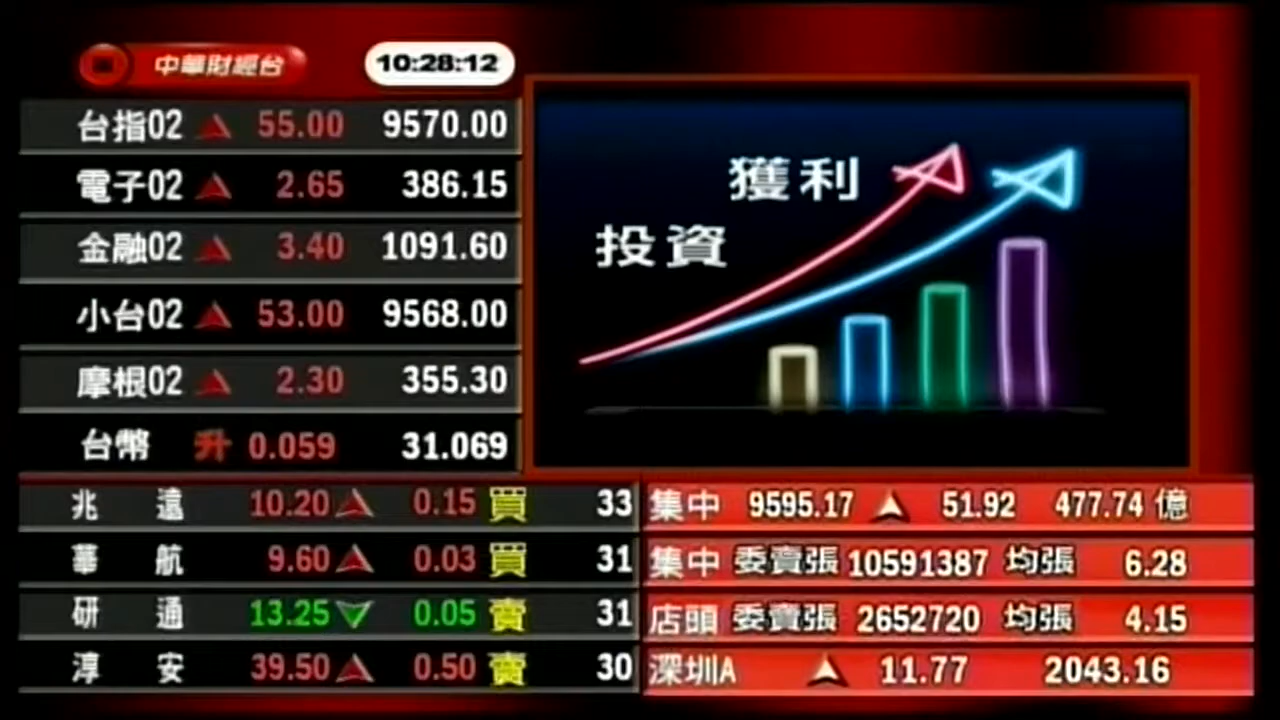 中華財經台 10:28:12
台指02 ▲ 55.00 9570.00
電子02 ▲ 2.65 386.15
金融02 ▲ 3.40 1091.60
小台02 ▲ 53.00 9568.00
摩根02 ▲ 2.30 355.30
台幣 升 0.059 31.069
獲利
投資
兆遠 10.20 ▲ 0.15 買 33
華航 9.60 ▲ 0.03 買 31
研通 13.25 ▼ 0.05 賣 31
淳安 39.50 ▲ 0.50 賣 30
集中 9595.17 ▲ 51.92 477.74 億
集中 委賣張 10591387 均張 6.28
店頭 委賣張 2652720 均張 4.15
深圳A ▲ 11.77 2043.16